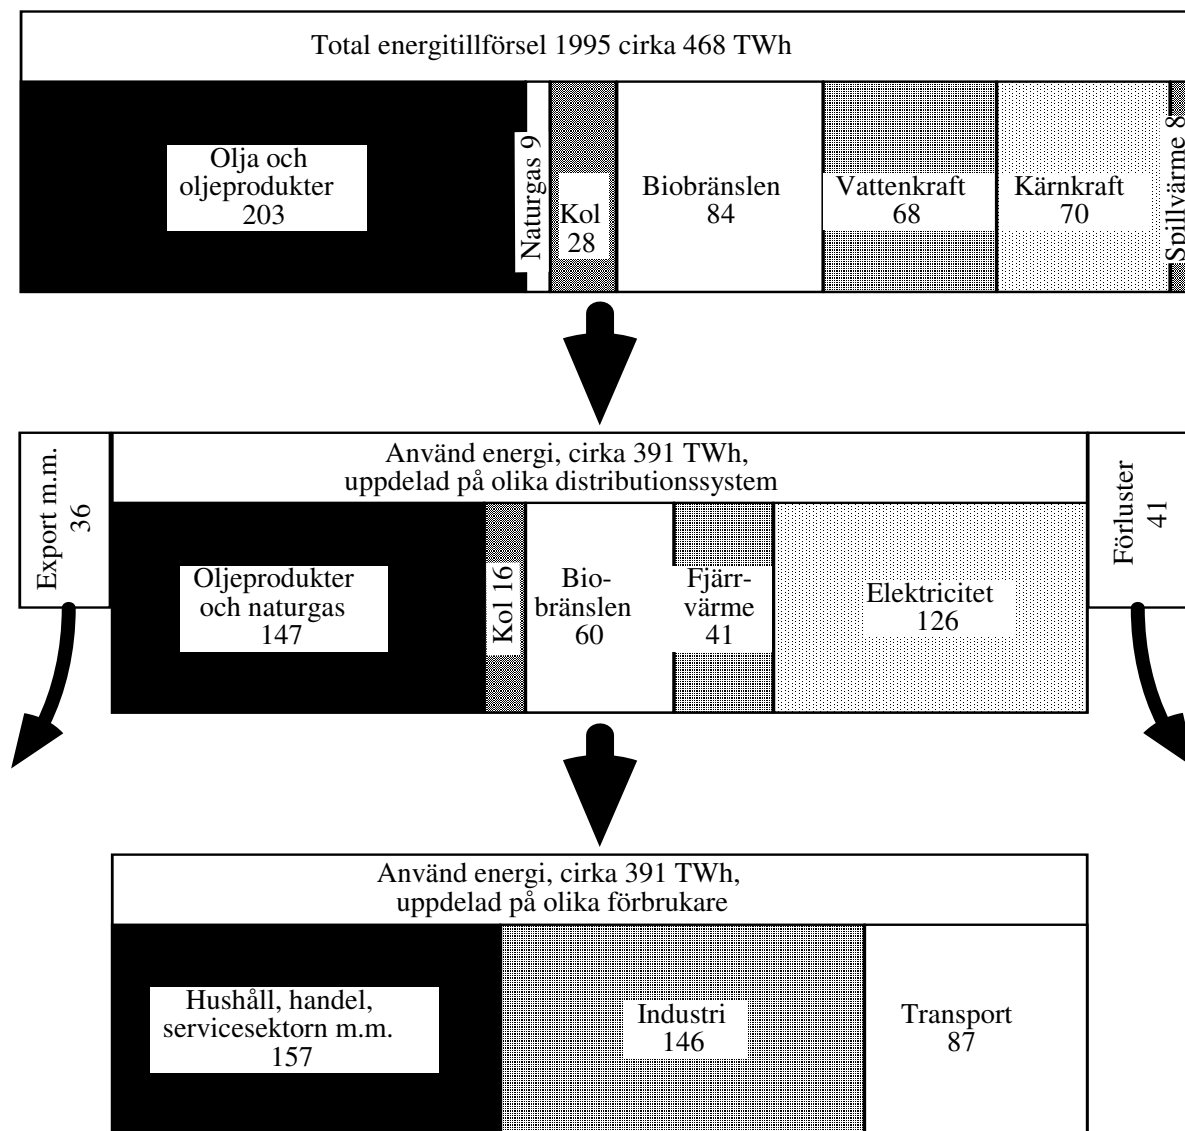 Total energitillförsel 1995 cirka 468 TWh
Olja och
oljeprodukter
203
Naturgas 9
Kol
28
Biobränslen
84
Vattenkraft
68
Kärnkraft
70
Spillvärme 8
Export m.m.
36
Använd energi, cirka 391 TWh,
uppdelad på olika distributionssystem
Förluster
41
Oljeprodukter
och naturgas
147
Kol 16
Bio-
bränslen
60
Fjärr-
värme
41
Elektricitet
126
Använd energi, cirka 391 TWh,
uppdelad på olika förbrukare
Hushåll, handel,
servicesektorn m.m.
157
Industri
146
Transport
87